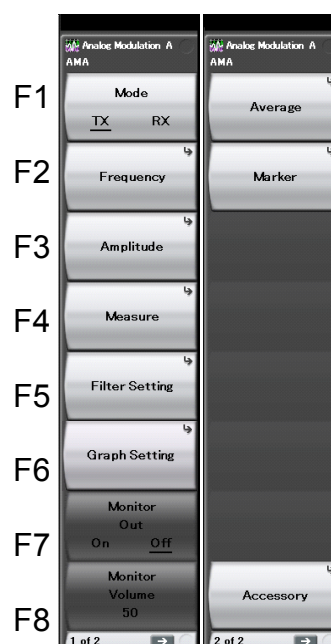 Analog Modulation A
AMA
F1
Mode
TX RX
F2
Frequency
F3
Amplitude
F4
Measure
F5
Filter Setting
F6
Graph Setting
F7
Monitor
Out
On Off
F8
Monitor
Volume
50
1 of 2
Analog Modulation A
AMA
Average
Marker
Accessory
2 of 2